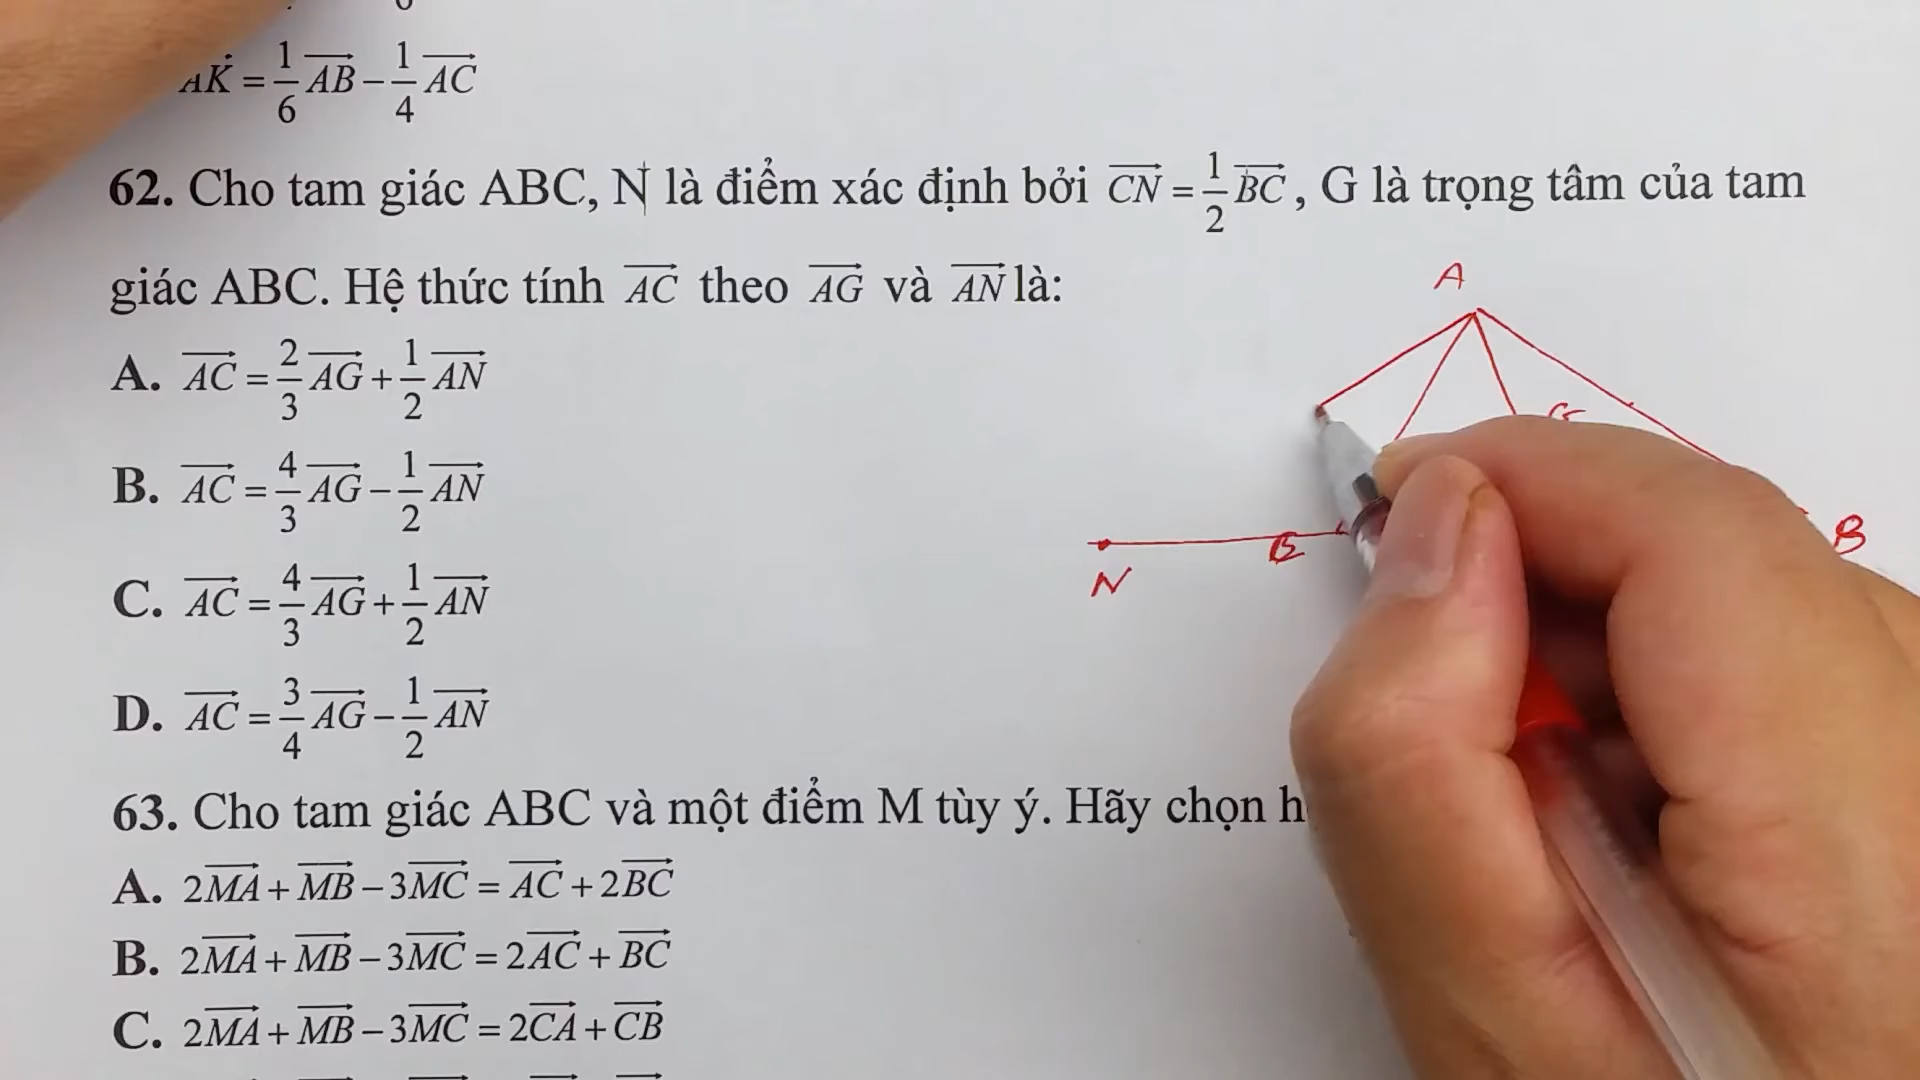 AK = 1/6 AB − 1/4 AC
62. Cho tam giác ABC, N là điểm xác định bởi CN = 1/2 BC, G là trọng tâm của tam
giác ABC. Hệ thức tính AC theo AG và AN là:
A
A. AC = 2/3 AG + 1/2 AN
G
B. AC = 4/3 AG − 1/2 AN
B
N
C. AC = 4/3 AG + 1/2 AN
D. AC = 3/4 AG − 1/2 AN
63. Cho tam giác ABC và một điểm M tùy ý. Hãy chọn
A. 2MA + MB − 3MC = AC + 2BC
B. 2MA + MB − 3MC = 2AC + BC
C. 2MA + MB − 3MC = 2CA + CB